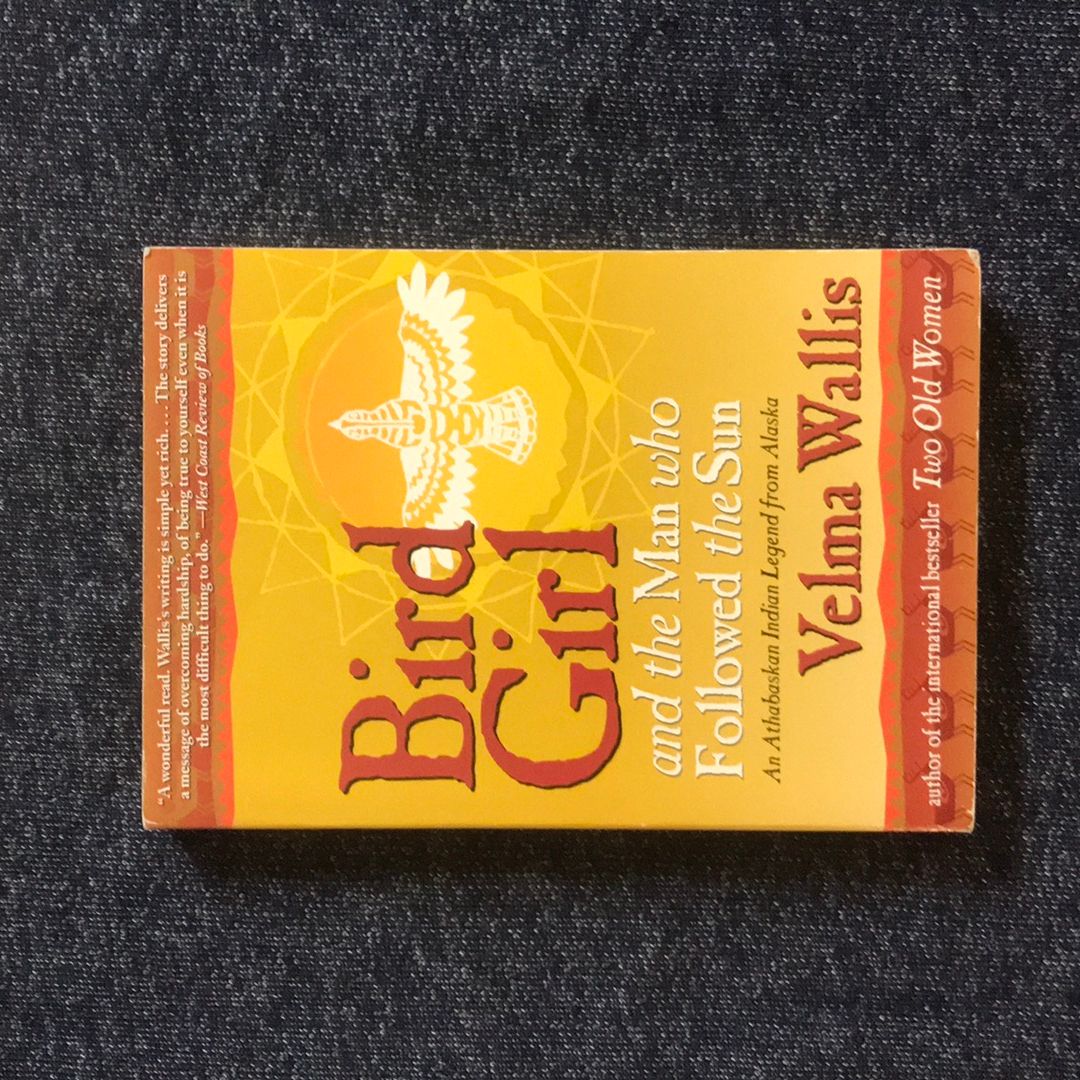 “A wonderful read. Wallis’s writing is simple yet rich. . . . The story delivers
a message of overcoming hardship, of being true to yourself even when it is
the most difficult thing to do.” —West Coast Review of Books
Bird
Girl
and the Man who
Followed the Sun
An Athabaskan Indian Legend from Alaska
Velma Wallis
author of the international bestseller Two Old Women